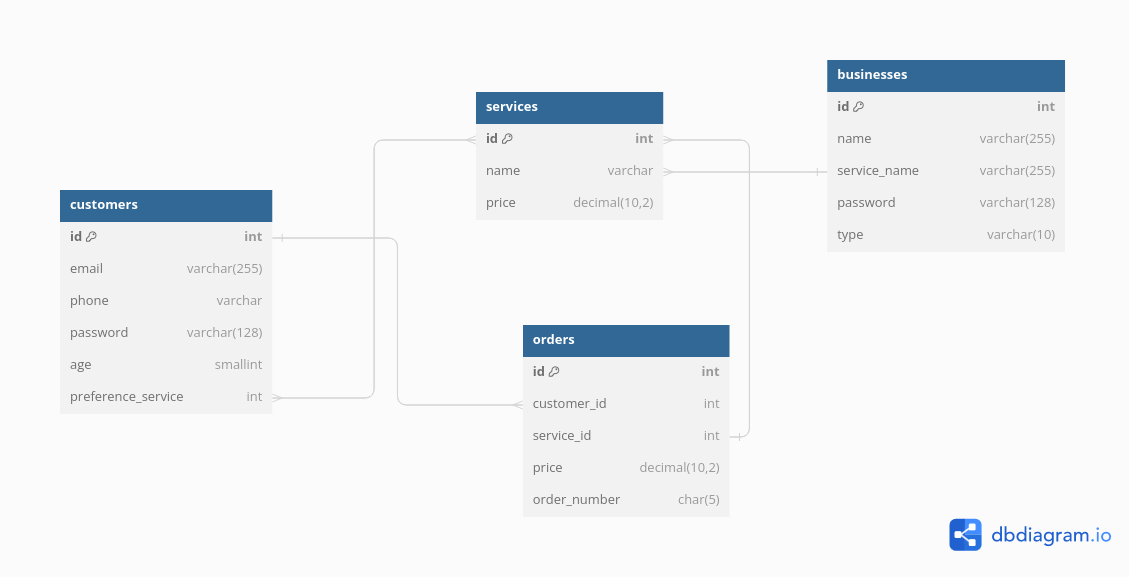 businesses
id int
name varchar(255)
service_name varchar(255)
password varchar(128)
type varchar(10)
services
id int
name varchar
price decimal(10,2)
customers
id int
email varchar(255)
phone varchar
password varchar(128)
age smallint
preference_service int
orders
id int
customer_id int
service_id int
price decimal(10,2)
order_number char(5)
dbdiagram.io